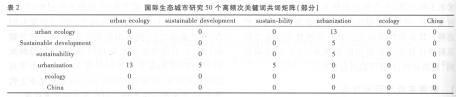 表2 国际生态城市研究50个高频次关键词共词矩阵(部分)
urban ecology sustainable development sustain-bility urbanization ecology China
urban ecology 0 0 0 13 0 0
Sustainable development 0 0 0 5 0 0
sustainability 0 0 0 5 0 0
urbanization 13 5 5 0 0 0
ecology 0 0 0 0 0 0
China 0 0 0 0 0 0